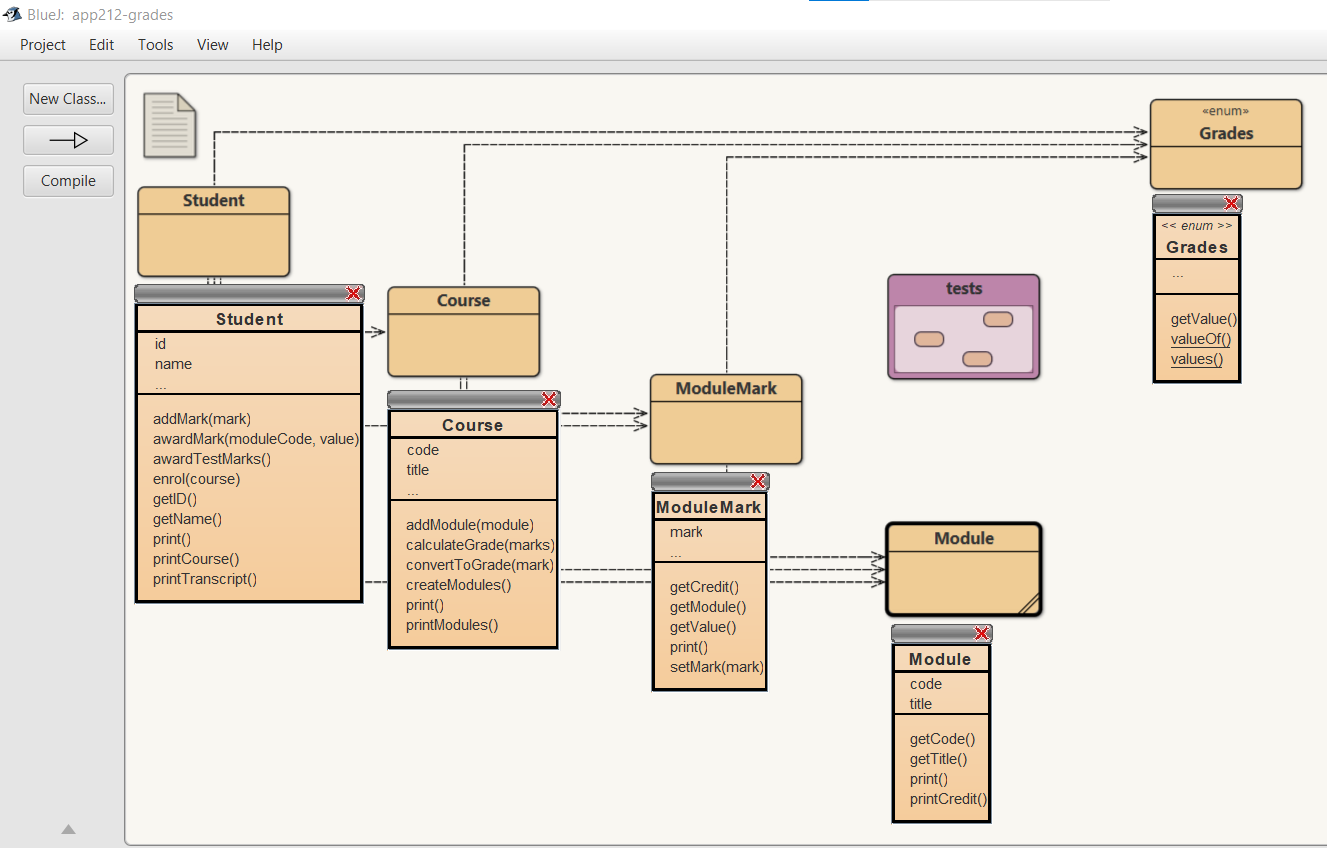 BlueJ: app212-grades
Project Edit Tools View Help
New Class...
Compile
«enum»
Grades
Student
<< enum >>
Grades
...
getValue()
valueOf()
values()
Student
id
name
...
addMark(mark)
awardMark(moduleCode, value)
awardTestMarks()
enrol(course)
getID()
getName()
print()
printCourse()
printTranscript()
Course
Course
code
title
...
addModule(module)
calculateGrade(marks)
convertToGrade(mark)
createModules()
print()
printModules()
tests
ModuleMark
ModuleMark
mark
...
getCredit()
getModule()
getValue()
print()
setMark(mark)
Module
Module
code
title
getCode()
getTitle()
print()
printCredit()